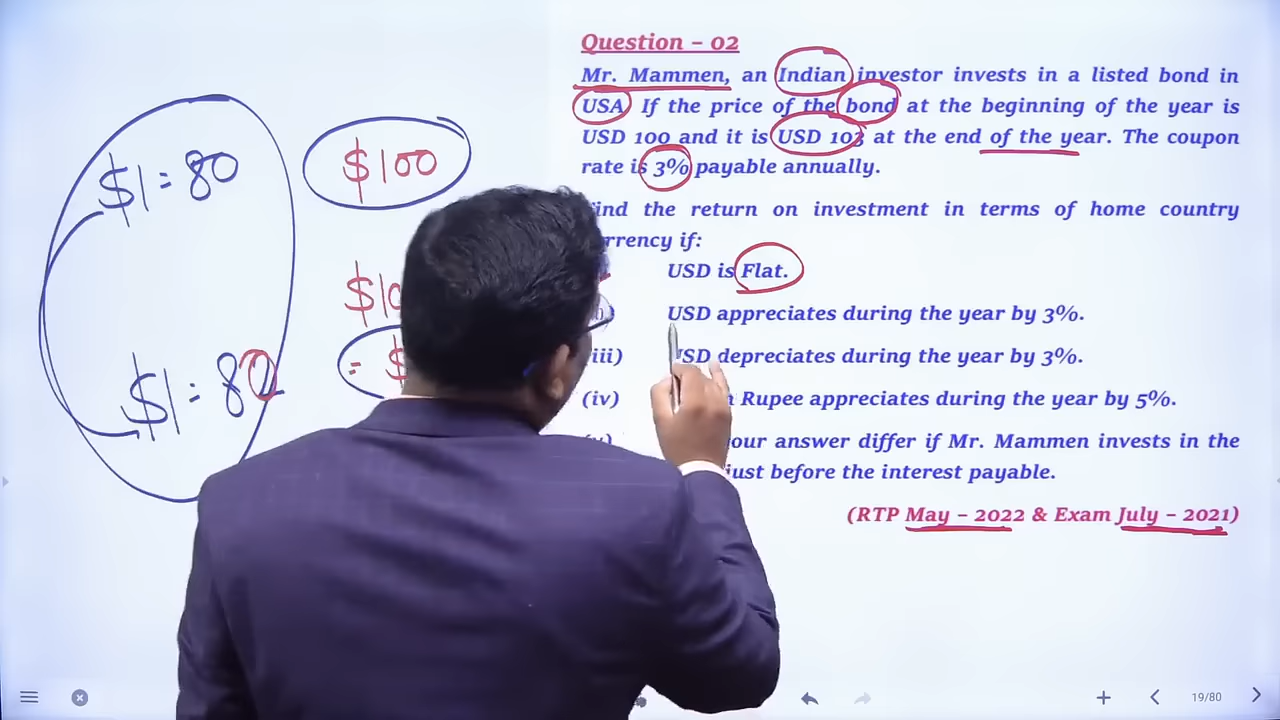 Question – 02
Mr. Mammen, an Indian investor invests in a listed bond in
USA. If the price of the bond at the beginning of the year is
USD 100 and it is USD 103 at the end of the year. The coupon
rate is 3% payable annually.
the return on investment in terms of home country
if:
USD is Flat.
USD appreciates during the year by 3%.
(iii) USD depreciates during the year by 3%.
(iv) Rupee appreciates during the year by 5%.
answer differ if Mr. Mammen invests in the
just before the interest payable.
(RTP May – 2022 & Exam July – 2021)
$1 = 80
$100
$1 = 82
19/80